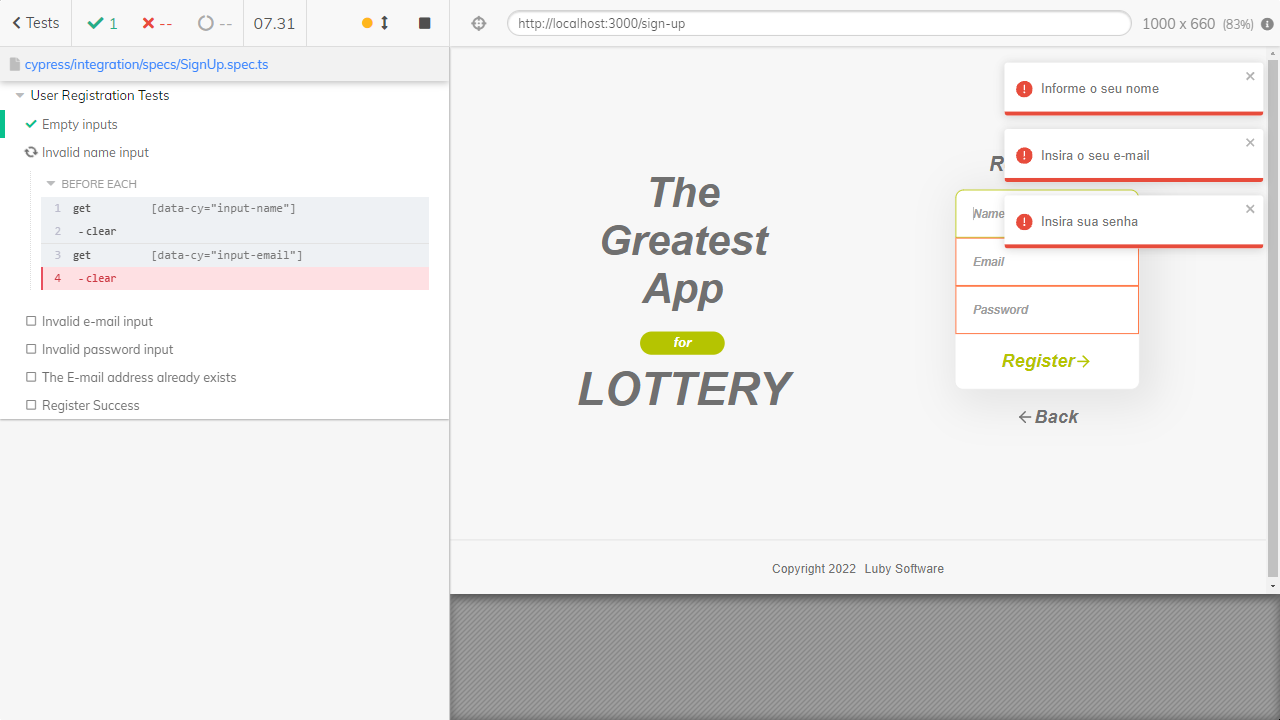 Tests
1
--
--
07.31
http://localhost:3000/sign-up
1000 x 660 (83%)
cypress/integration/specs/SignUp.spec.ts
User Registration Tests
Empty inputs
Invalid name input
BEFORE EACH
1 get [data-cy="input-name"]
2 -clear
3 get [data-cy="input-email"]
4 -clear
Invalid e-mail input
Invalid password input
The E-mail address already exists
Register Success
The
Greatest
App
for
LOTTERY
Informe o seu nome
Insira o seu e-mail
Insira sua senha
R
Name
Email
Password
Register
Back
Copyright 2022 Luby Software